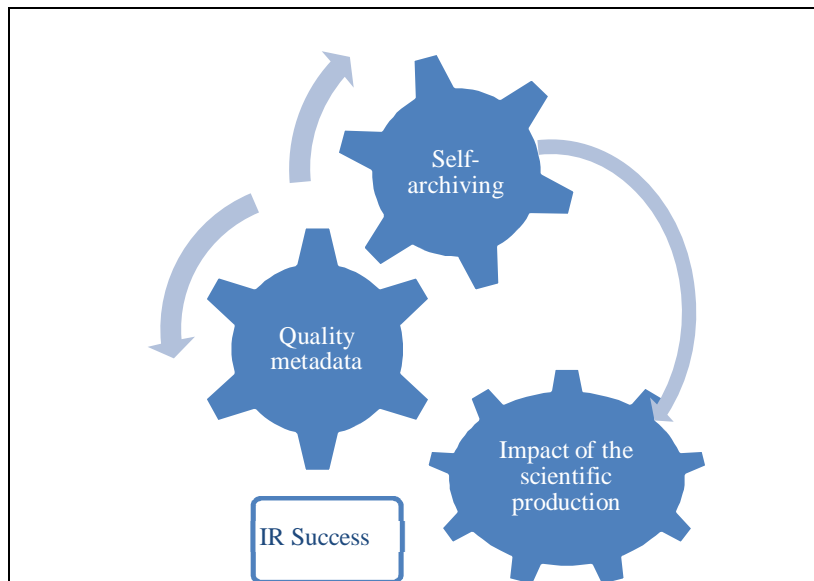 Self-
archiving
Quality
metadata
Impact of the
scientific
production
IR Success